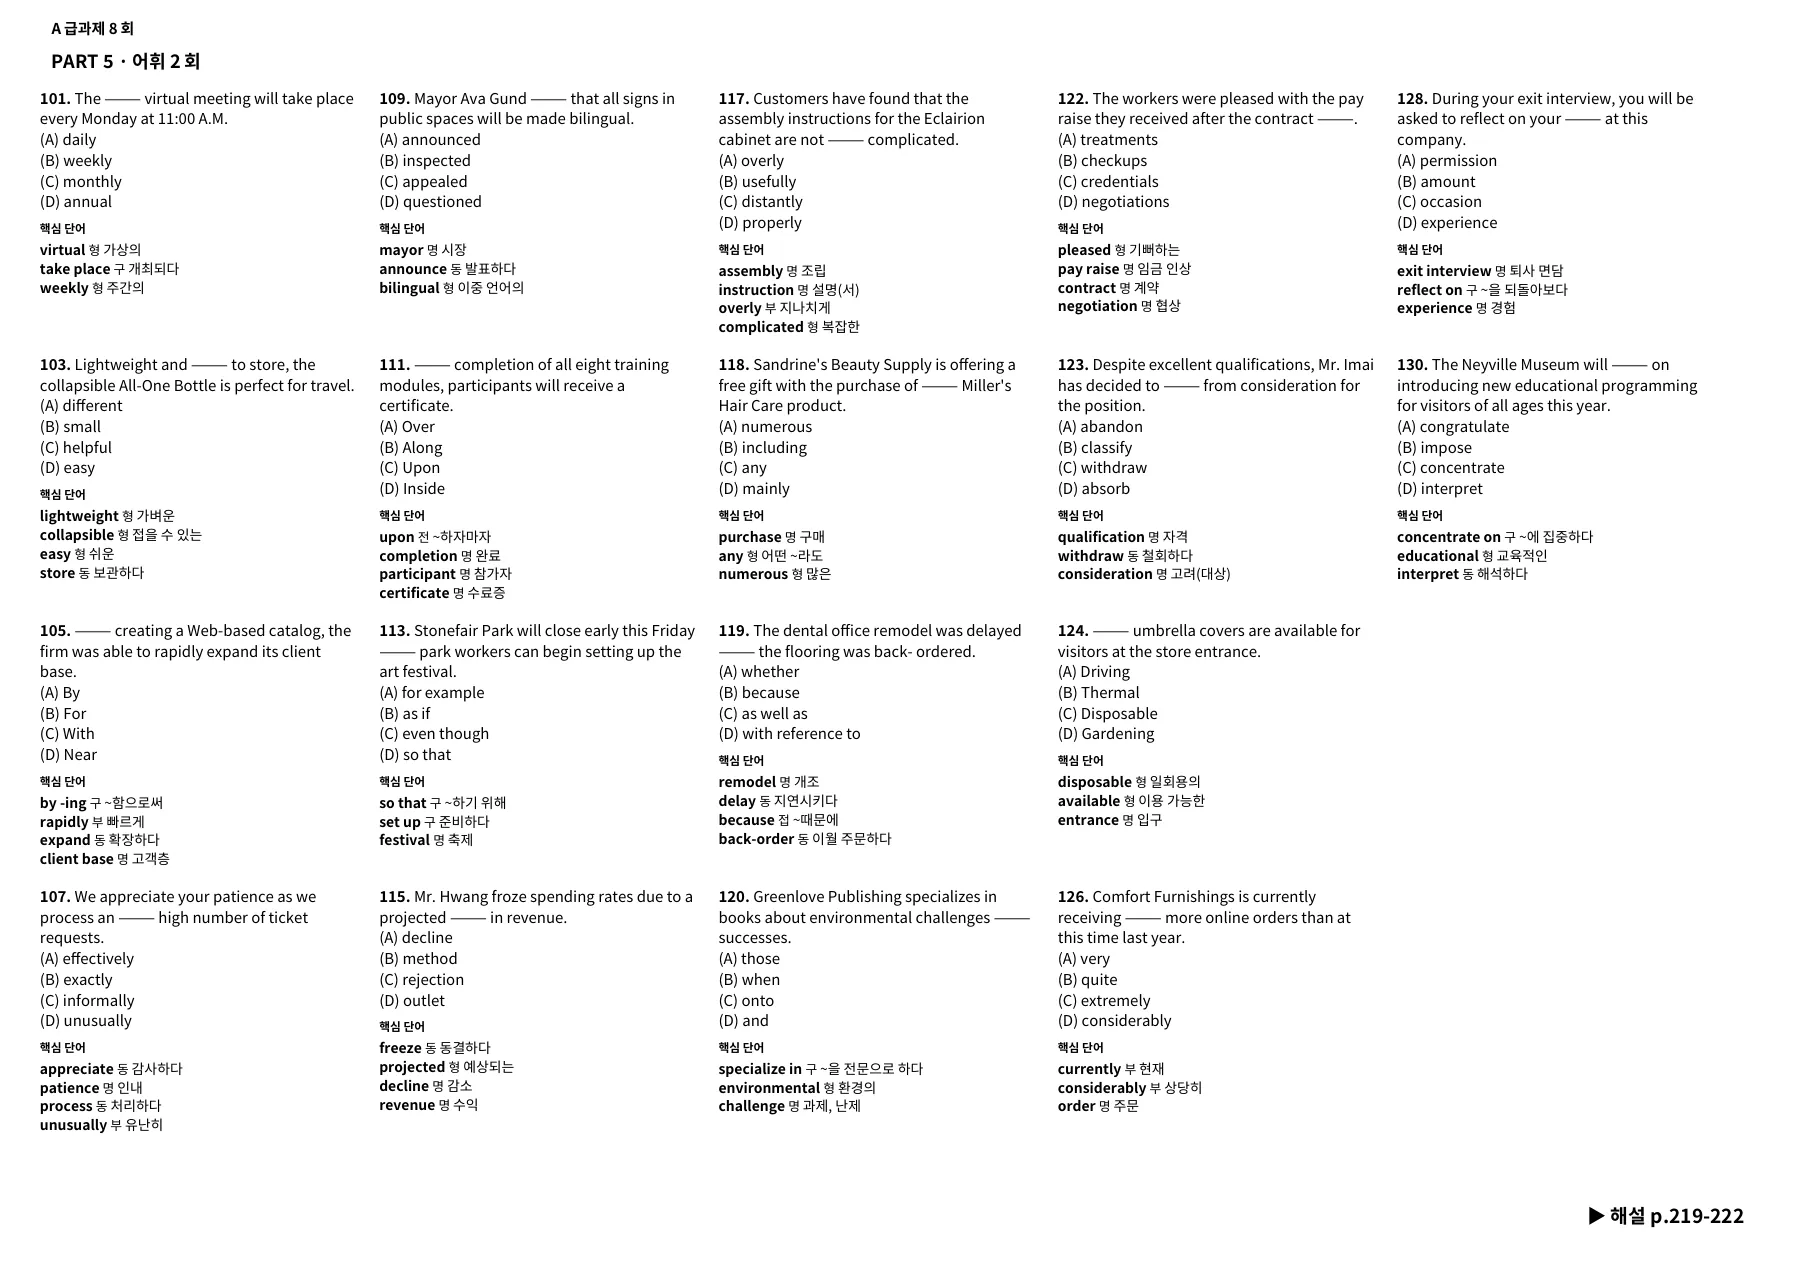 A 급과제 8 회
PART 5 · 어휘 2 회
101. The ——— virtual meeting will take place
every Monday at 11:00 A.M.
(A) daily
(B) weekly
(C) monthly
(D) annual
핵심 단어
virtual 형 가상의
take place 구 개최되다
weekly 형 주간의
103. Lightweight and ——— to store, the
collapsible All-One Bottle is perfect for travel.
(A) different
(B) small
(C) helpful
(D) easy
핵심 단어
lightweight 형 가벼운
collapsible 형 접을 수 있는
easy 형 쉬운
store 동 보관하다
105. ——— creating a Web-based catalog, the
firm was able to rapidly expand its client
base.
(A) By
(B) For
(C) With
(D) Near
핵심 단어
by -ing 구 ~함으로써
rapidly 부 빠르게
expand 동 확장하다
client base 명 고객층
107. We appreciate your patience as we
process an ——— high number of ticket
requests.
(A) effectively
(B) exactly
(C) informally
(D) unusually
핵심 단어
appreciate 동 감사하다
patience 명 인내
process 동 처리하다
unusually 부 유난히
109. Mayor Ava Gund ——— that all signs in
public spaces will be made bilingual.
(A) announced
(B) inspected
(C) appealed
(D) questioned
핵심 단어
mayor 명 시장
announce 동 발표하다
bilingual 형 이중 언어의
111. ——— completion of all eight training
modules, participants will receive a
certificate.
(A) Over
(B) Along
(C) Upon
(D) Inside
핵심 단어
upon 전 ~하자마자
completion 명 완료
participant 명 참가자
certificate 명 수료증
113. Stonefair Park will close early this Friday
——— park workers can begin setting up the
art festival.
(A) for example
(B) as if
(C) even though
(D) so that
핵심 단어
so that 구 ~하기 위해
set up 구 준비하다
festival 명 축제
115. Mr. Hwang froze spending rates due to a
projected ——— in revenue.
(A) decline
(B) method
(C) rejection
(D) outlet
핵심 단어
freeze 동 동결하다
projected 형 예상되는
decline 명 감소
revenue 명 수익
117. Customers have found that the
assembly instructions for the Eclairion
cabinet are not ——— complicated.
(A) overly
(B) usefully
(C) distantly
(D) properly
핵심 단어
assembly 명 조립
instruction 명 설명(서)
overly 부 지나치게
complicated 형 복잡한
118. Sandrine's Beauty Supply is offering a
free gift with the purchase of ——— Miller's
Hair Care product.
(A) numerous
(B) including
(C) any
(D) mainly
핵심 단어
purchase 명 구매
any 형 어떤 ~라도
numerous 형 많은
119. The dental office remodel was delayed
——— the flooring was back- ordered.
(A) whether
(B) because
(C) as well as
(D) with reference to
핵심 단어
remodel 명 개조
delay 동 지연시키다
because 접 ~때문에
back-order 동 이월 주문하다
120. Greenlove Publishing specializes in
books about environmental challenges ———
successes.
(A) those
(B) when
(C) onto
(D) and
핵심 단어
specialize in 구 ~을 전문으로 하다
environmental 형 환경의
challenge 명 과제, 난제
122. The workers were pleased with the pay
raise they received after the contract ———.
(A) treatments
(B) checkups
(C) credentials
(D) negotiations
핵심 단어
pleased 형 기뻐하는
pay raise 명 임금 인상
contract 명 계약
negotiation 명 협상
123. Despite excellent qualifications, Mr. Imai
has decided to ——— from consideration for
the position.
(A) abandon
(B) classify
(C) withdraw
(D) absorb
핵심 단어
qualification 명 자격
withdraw 동 철회하다
consideration 명 고려(대상)
124. ——— umbrella covers are available for
visitors at the store entrance.
(A) Driving
(B) Thermal
(C) Disposable
(D) Gardening
핵심 단어
disposable 형 일회용의
available 형 이용 가능한
entrance 명 입구
126. Comfort Furnishings is currently
receiving ——— more online orders than at
this time last year.
(A) very
(B) quite
(C) extremely
(D) considerably
핵심 단어
currently 부 현재
considerably 부 상당히
order 명 주문
128. During your exit interview, you will be
asked to reflect on your ——— at this
company.
(A) permission
(B) amount
(C) occasion
(D) experience
핵심 단어
exit interview 명 퇴사 면담
reflect on 구 ~을 되돌아보다
experience 명 경험
130. The Neyville Museum will ——— on
introducing new educational programming
for visitors of all ages this year.
(A) congratulate
(B) impose
(C) concentrate
(D) interpret
핵심 단어
concentrate on 구 ~에 집중하다
educational 형 교육적인
interpret 동 해석하다
▶ 해설 p.219-222